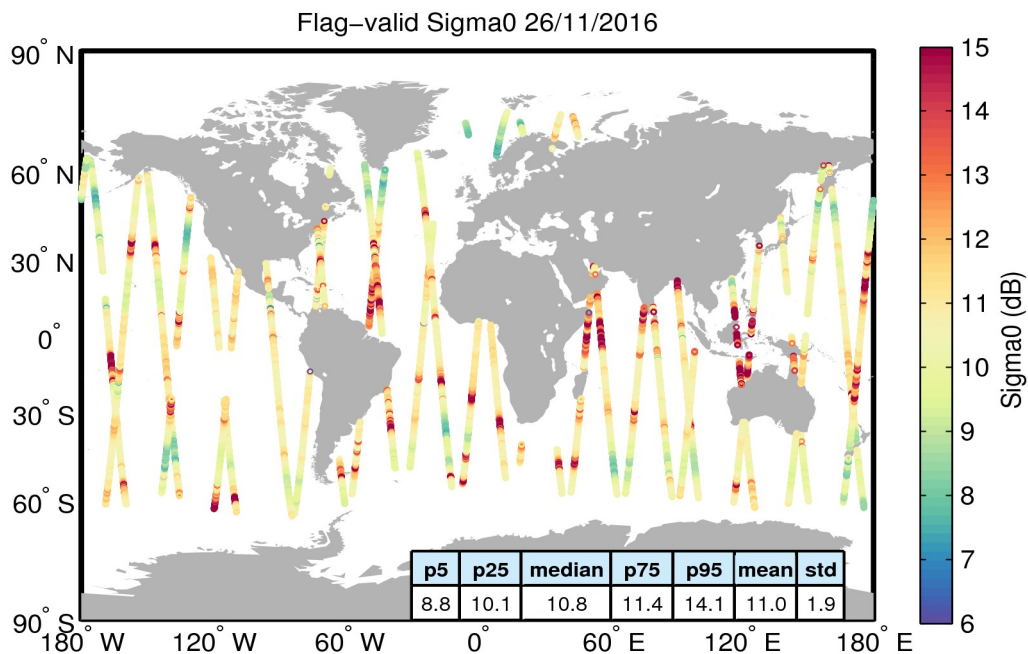 Flag−valid Sigma0 26/11/2016
90° N
60° N
30° N
0°
30° S
60° S
90° S
180° W
120° W
60° W
0°
60° E
120° E
180° E
15
14
13
12
11
10
9
8
7
6
Sigma0 (dB)
p5 p25 median p75 p95 mean std
8.8 10.1 10.8 11.4 14.1 11.0 1.9